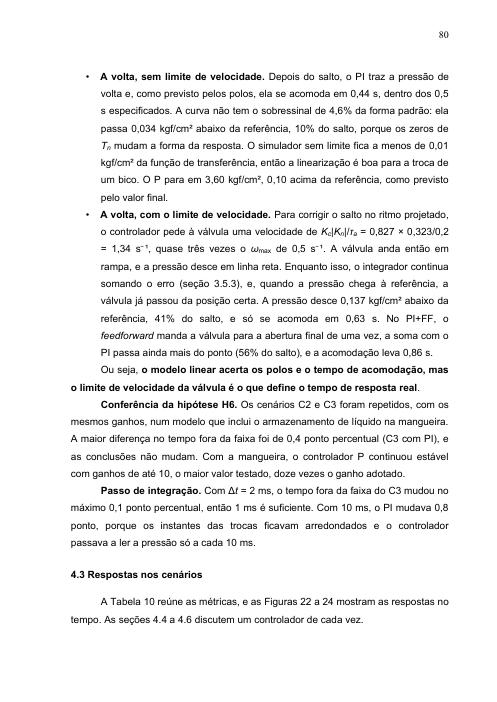 80
• A volta, sem limite de velocidade. Depois do salto, o PI traz a pressão de
volta e, como previsto pelos polos, ela se acomoda em 0,44 s, dentro dos 0,5
s especificados. A curva não tem o sobressinal de 4,6% da forma padrão: ela
passa 0,034 kgf/cm² abaixo da referência, 10% do salto, porque os zeros de
Tₙ mudam a forma da resposta. O simulador sem limite fica a menos de 0,01
kgf/cm² da função de transferência, então a linearização é boa para a troca de
um bico. O P para em 3,60 kgf/cm², 0,10 acima da referência, como previsto
pelo valor final.
• A volta, com o limite de velocidade. Para corrigir o salto no ritmo projetado,
o controlador pede à válvula uma velocidade de Kc|Kn|/τa = 0,827 × 0,323/0,2
= 1,34 s⁻¹, quase três vezes o ωmax de 0,5 s⁻¹. A válvula anda então em
rampa, e a pressão desce em linha reta. Enquanto isso, o integrador continua
somando o erro (seção 3.5.3), e, quando a pressão chega à referência, a
válvula já passou da posição certa. A pressão desce 0,137 kgf/cm² abaixo da
referência, 41% do salto, e só se acomoda em 0,63 s. No PI+FF, o
feedforward manda a válvula para a abertura final de uma vez, a soma com o
PI passa ainda mais do ponto (56% do salto), e a acomodação leva 0,86 s.
Ou seja, o modelo linear acerta os polos e o tempo de acomodação, mas
o limite de velocidade da válvula é o que define o tempo de resposta real.
Conferência da hipótese H6. Os cenários C2 e C3 foram repetidos, com os
mesmos ganhos, num modelo que inclui o armazenamento de líquido na mangueira.
A maior diferença no tempo fora da faixa foi de 0,4 ponto percentual (C3 com PI), e
as conclusões não mudam. Com a mangueira, o controlador P continuou estável
com ganhos de até 10, o maior valor testado, doze vezes o ganho adotado.
Passo de integração. Com Δt = 2 ms, o tempo fora da faixa do C3 mudou no
máximo 0,1 ponto percentual, então 1 ms é suficiente. Com 10 ms, o PI mudava 0,8
ponto, porque os instantes das trocas ficavam arredondados e o controlador
passava a ler a pressão só a cada 10 ms.
4.3 Respostas nos cenários
A Tabela 10 reúne as métricas, e as Figuras 22 a 24 mostram as respostas no
tempo. As seções 4.4 a 4.6 discutem um controlador de cada vez.